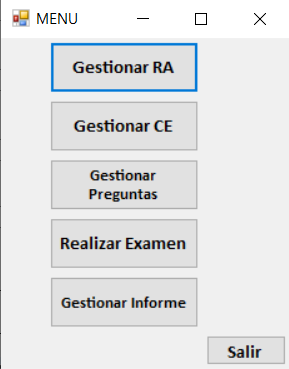 MENU
Gestionar RA
Gestionar CE
Gestionar
Preguntas
Realizar Examen
Gestionar Informe
Salir